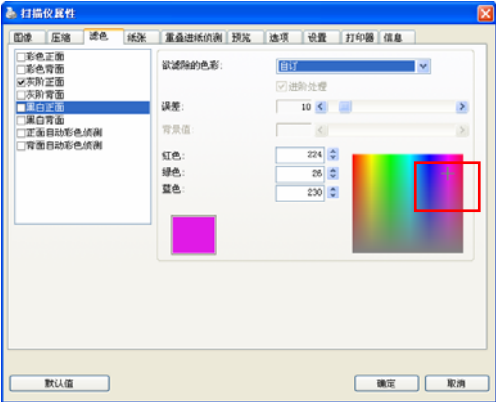 扫描仪属性
图像 压缩 滤色 纸张 重叠进纸侦测 预览 选项 设置 打印器 信息
彩色正面
彩色背面
灰阶正面
灰阶背面
黑白正面
黑白背面
正面自动彩色侦测
背面自动彩色侦测
欲滤除的色彩: 自订
进阶处理
误差: 10
背景值:
红色: 224
绿色: 26
蓝色: 230
默认值 确定 取消